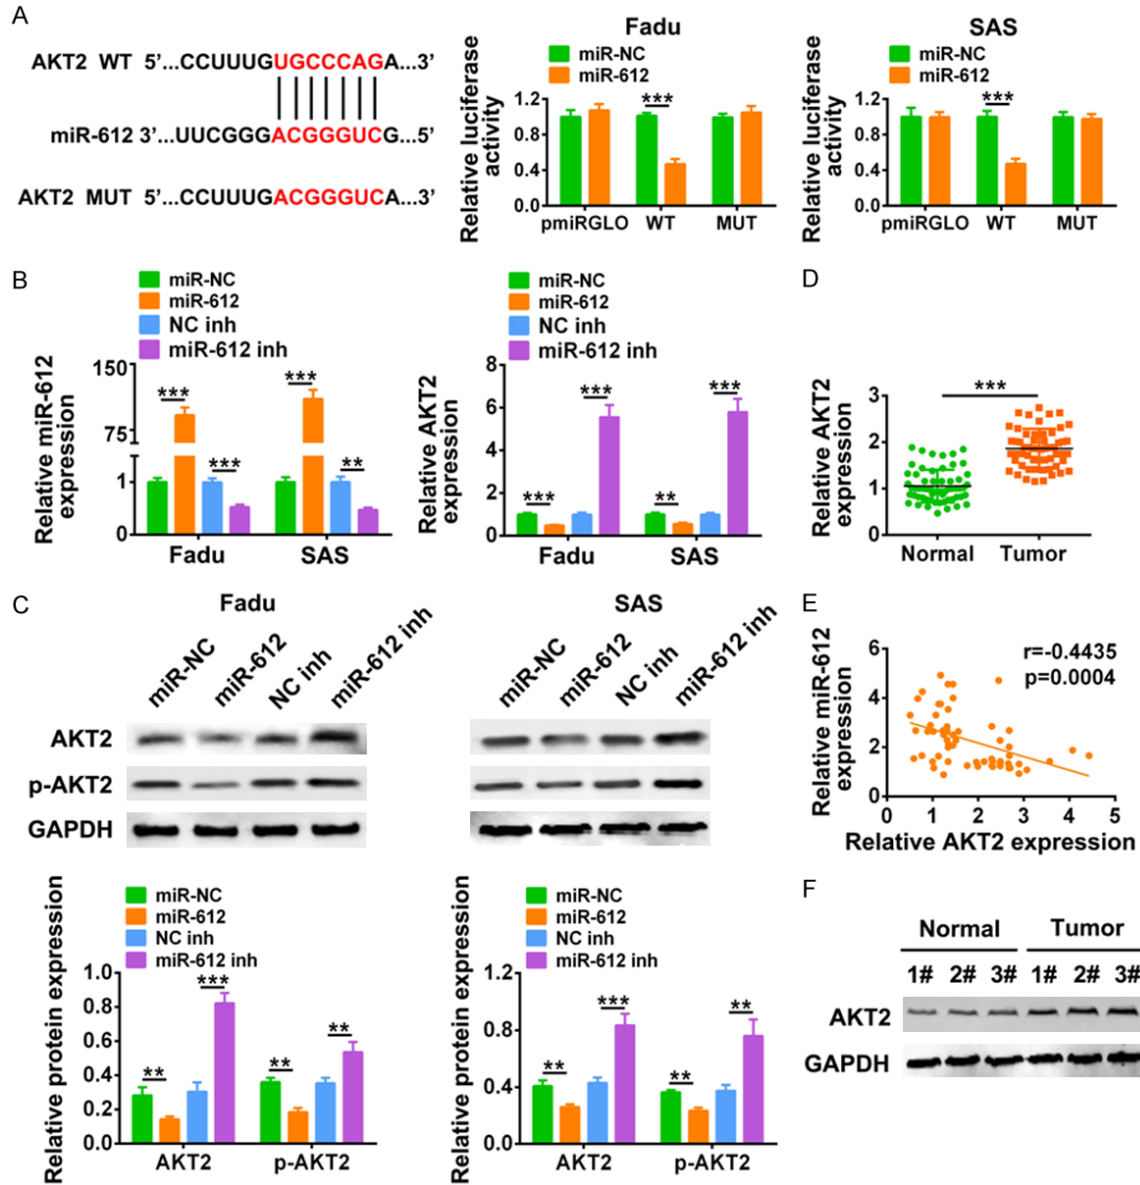 A
AKT2 WT 5'...CCUUUGUGCCCAGA...3'
miR-612 3'...UUCGGGACGGGUCG...5'
AKT2 MUT 5'...CCUUUGACGGGUCA...3'
Fadu
miR-NC
miR-612
Relative luciferase activity
1.2
0.8
0.4
0.0
***
pmiRGLO WT MUT
SAS
miR-NC
miR-612
Relative luciferase activity
1.2
0.8
0.4
0.0
***
pmiRGLO WT MUT
B
miR-NC
miR-612
NC inh
miR-612 inh
Relative miR-612 expression
150
75
1
0
*** *** *** **
Fadu SAS
miR-NC
miR-612
NC inh
miR-612 inh
Relative AKT2 expression
8
6
4
2
0
*** *** ** ***
Fadu SAS
D
Relative AKT2 expression
3
2
1
0
***
Normal Tumor
C
Fadu
miR-NC miR-612 NC inh miR-612 inh
AKT2
p-AKT2
GAPDH
SAS
miR-NC miR-612 NC inh miR-612 inh
miR-NC
miR-612
NC inh
miR-612 inh
Relative protein expression
1.0
0.8
0.6
0.4
0.2
0.0
** *** ** **
AKT2 p-AKT2
miR-NC
miR-612
NC inh
miR-612 inh
Relative protein expression
1.2
0.8
0.4
0.0
** *** ** **
AKT2 p-AKT2
E
Relative miR-612 expression
6
4
2
0
r=-0.4435
p=0.0004
0 1 2 3 4 5
Relative AKT2 expression
F
Normal Tumor
1# 2# 3# 1# 2# 3#
AKT2
GAPDH